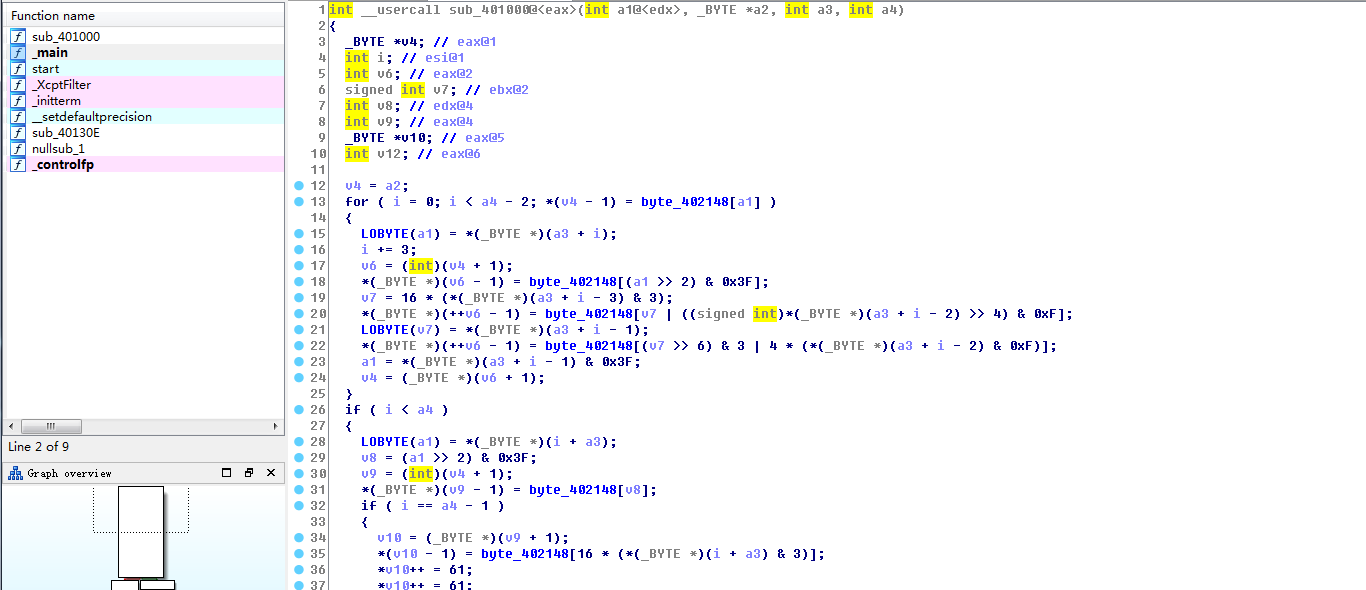 Function name
sub_401000
_main
start
_XcptFilter
_initterm
__setdefaultprecision
sub_40130E
nullsub_1
_controlfp
Line 2 of 9
Graph overview
1 int __usercall sub_401000@<eax>(int a1@<edx>, _BYTE *a2, int a3, int a4)
2 {
3 _BYTE *v4; // eax@1
4 int i; // esi@1
5 int v6; // eax@2
6 signed int v7; // ebx@2
7 int v8; // edx@4
8 int v9; // eax@4
9 _BYTE *v10; // eax@5
10 int v12; // eax@6
11
12 v4 = a2;
13 for ( i = 0; i < a4 - 2; *(v4 - 1) = byte_402148[a1] )
14 {
15 LOBYTE(a1) = *(_BYTE *)(a3 + i);
16 i += 3;
17 v6 = (int)(v4 + 1);
18 *(_BYTE *)(v6 - 1) = byte_402148[(a1 >> 2) & 0x3F];
19 v7 = 16 * (*(_BYTE *)(a3 + i - 3) & 3);
20 *(_BYTE *)(++v6 - 1) = byte_402148[v7 | ((signed int)*(_BYTE *)(a3 + i - 2) >> 4) & 0xF];
21 LOBYTE(v7) = *(_BYTE *)(a3 + i - 1);
22 *(_BYTE *)(++v6 - 1) = byte_402148[(v7 >> 6) & 3 | 4 * (*(_BYTE *)(a3 + i - 2) & 0xF)];
23 a1 = *(_BYTE *)(a3 + i - 1) & 0x3F;
24 v4 = (_BYTE *)(v6 + 1);
25 }
26 if ( i < a4 )
27 {
28 LOBYTE(a1) = *(_BYTE *)(i + a3);
29 v8 = (a1 >> 2) & 0x3F;
30 v9 = (int)(v4 + 1);
31 *(_BYTE *)(v9 - 1) = byte_402148[v8];
32 if ( i == a4 - 1 )
33 {
34 v10 = (_BYTE *)(v9 + 1);
35 *(v10 - 1) = byte_402148[16 * (*(_BYTE *)(i + a3) & 3)];
36 *v10++ = 61;
37 *v10++ = 61;